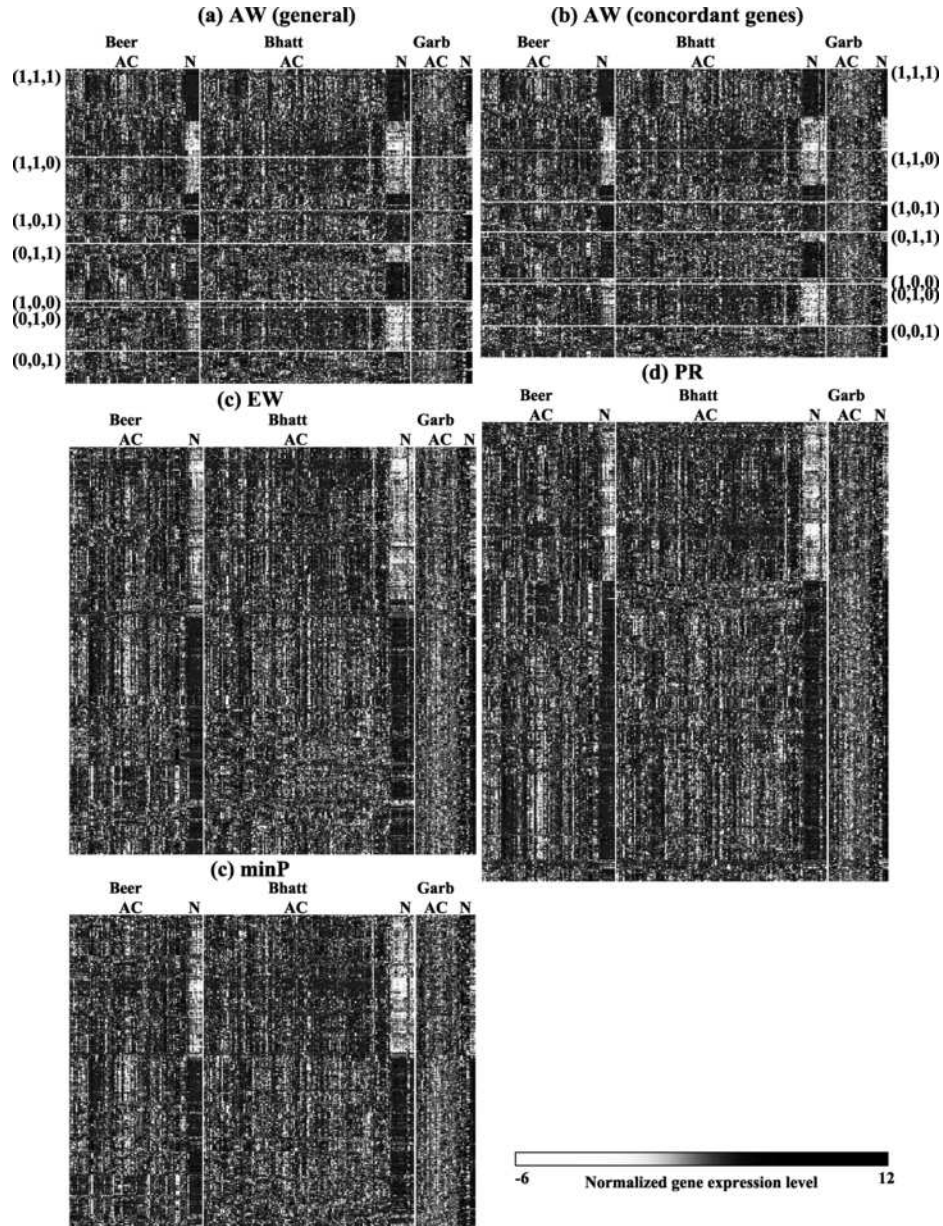 (a) AW (general)
Beer Bhatt Garb
AC N AC N AC N
(1,1,1)
(1,1,0)
(1,0,1)
(0,1,1)
(1,0,0)
(0,1,0)
(0,0,1)
(b) AW (concordant genes)
Beer Bhatt Garb
AC N AC N AC N
(1,1,1)
(1,1,0)
(1,0,1)
(0,1,1)
(1,0,0)
(0,1,0)
(0,0,1)
(c) EW
Beer Bhatt Garb
AC N AC N AC N
(d) PR
Beer Bhatt Garb
AC N AC N AC N
(c) minP
Beer Bhatt Garb
AC N AC N AC N
-6 Normalized gene expression level 12